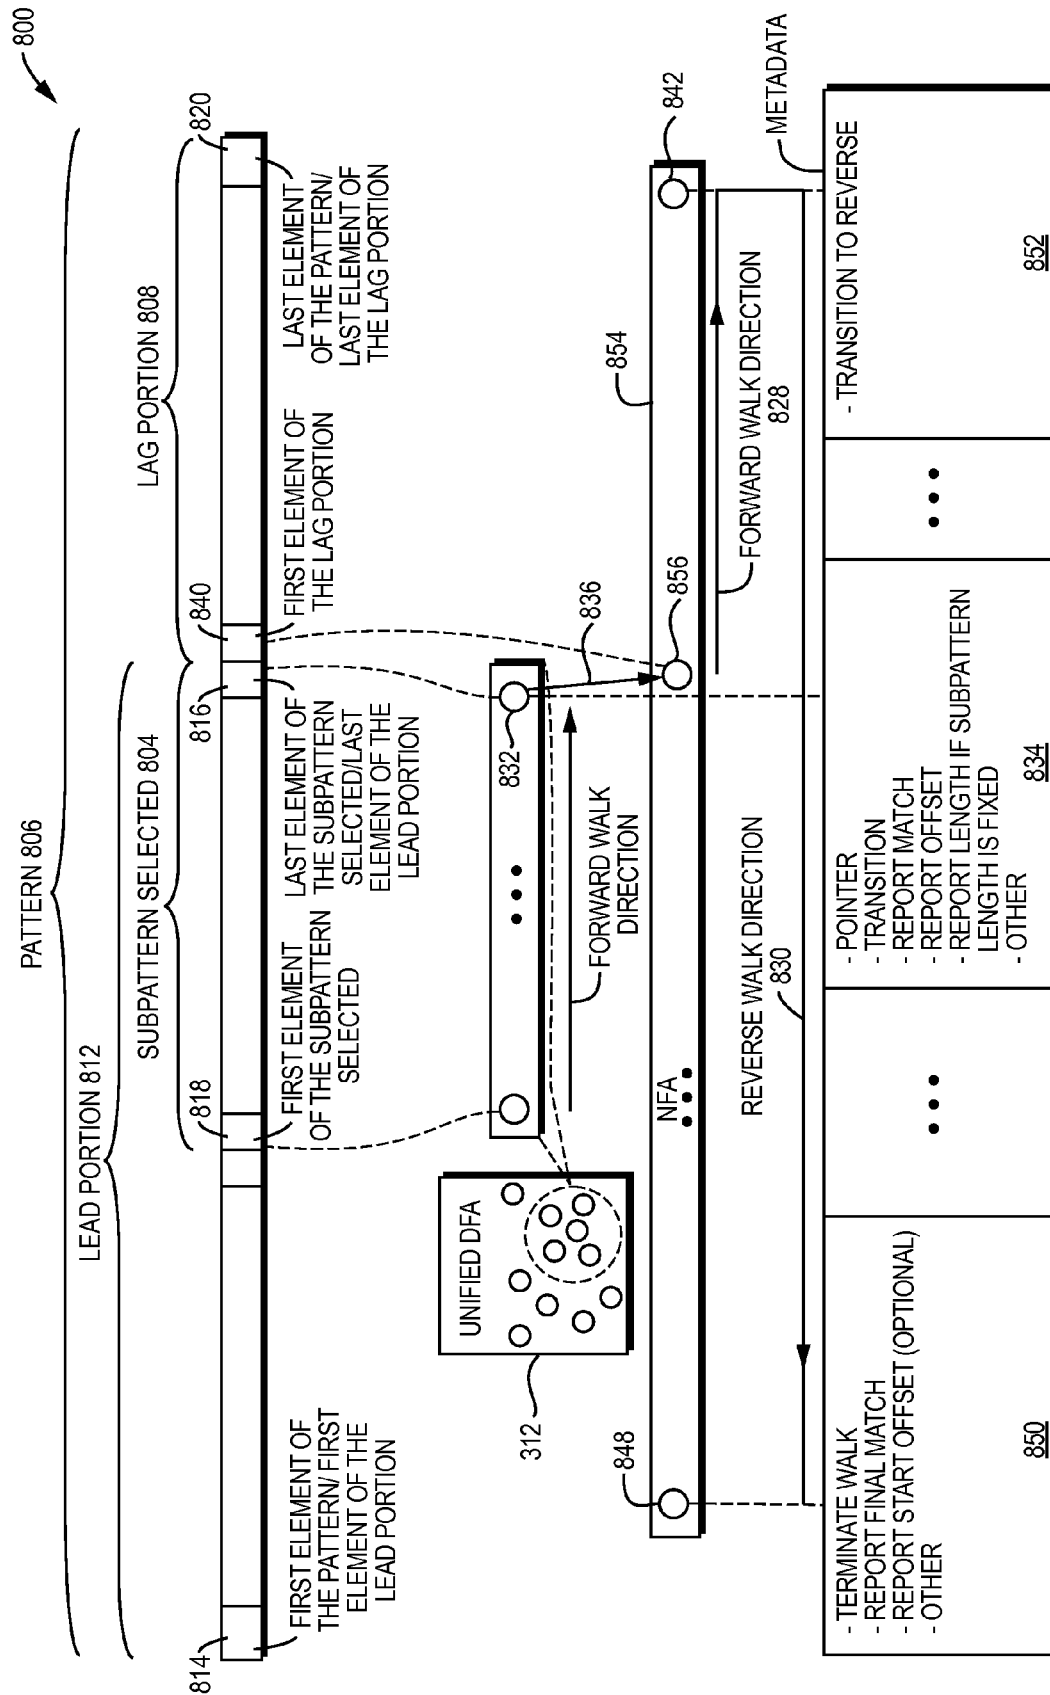 800
PATTERN 806
LEAD PORTION 812
SUBPATTERN SELECTED 804
LAG PORTION 808
814
818
816
840
820
FIRST ELEMENT OF
THE PATTERN/ FIRST
ELEMENT OF THE
LEAD PORTION
FIRST ELEMENT
OF THE SUBPATTERN
SELECTED
LAST ELEMENT OF
THE SUBPATTERN
SELECTED/LAST
ELEMENT OF THE
LEAD PORTION
FIRST ELEMENT OF
THE LAG PORTION
LAST ELEMENT
OF THE PATTERN/
LAST ELEMENT OF
THE LAG PORTION
UNIFIED DFA
312
832
836
FORWARD WALK
DIRECTION
848
NFA
856
854
842
FORWARD WALK DIRECTION
828
REVERSE WALK DIRECTION
830
METADATA
- TERMINATE WALK
- REPORT FINAL MATCH
- REPORT START OFFSET (OPTIONAL)
- OTHER
850
- POINTER
- TRANSITION
- REPORT MATCH
- REPORT OFFSET
- REPORT LENGTH IF SUBPATTERN
LENGTH IS FIXED
- OTHER
834
- TRANSITION TO REVERSE
852